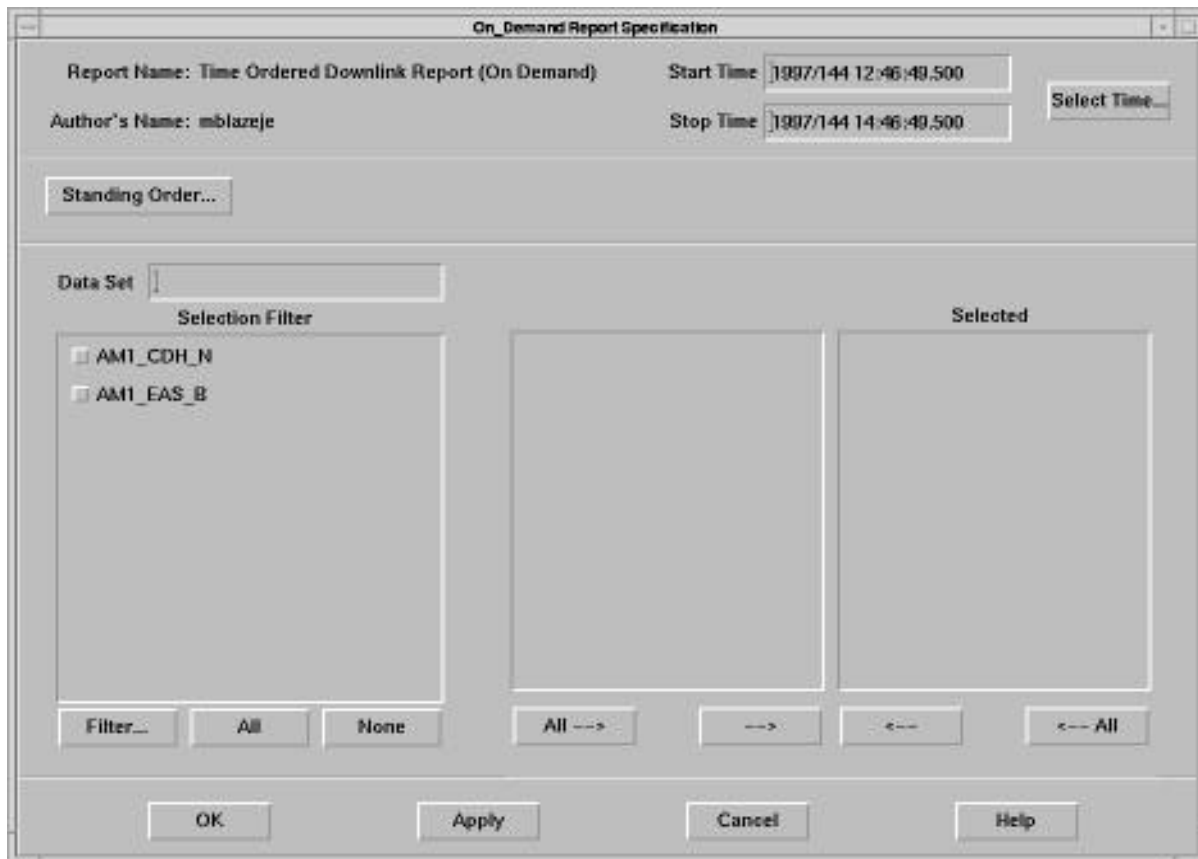 On_Demand Report Specification
Report Name: Time Ordered Downlink Report (On Demand)
Start Time 1997/144 12:46:49.500
Select Time...
Author's Name: mblazeje
Stop Time 1997/144 14:46:49.500
Standing Order...
Data Set
Selection Filter
Selected
AM1_CDH_N
AM1_EAS_B
Filter... All None All ---> ---> <--- <--- All
OK Apply Cancel Help